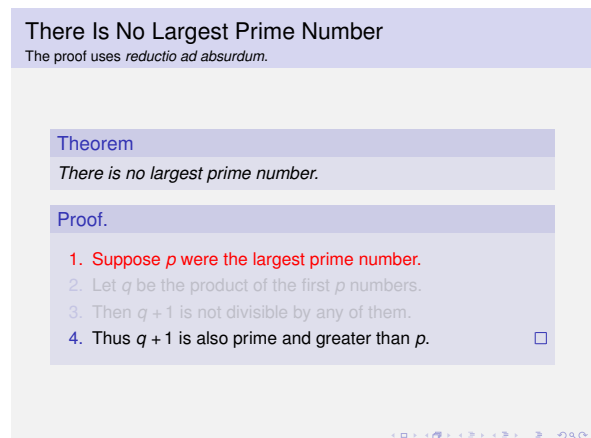 There Is No Largest Prime Number
The proof uses reductio ad absurdum.
Theorem
There is no largest prime number.
Proof.
1. Suppose p were the largest prime number.
2. Let q be the product of the first p numbers.
3. Then q + 1 is not divisible by any of them.
4. Thus q + 1 is also prime and greater than p. □